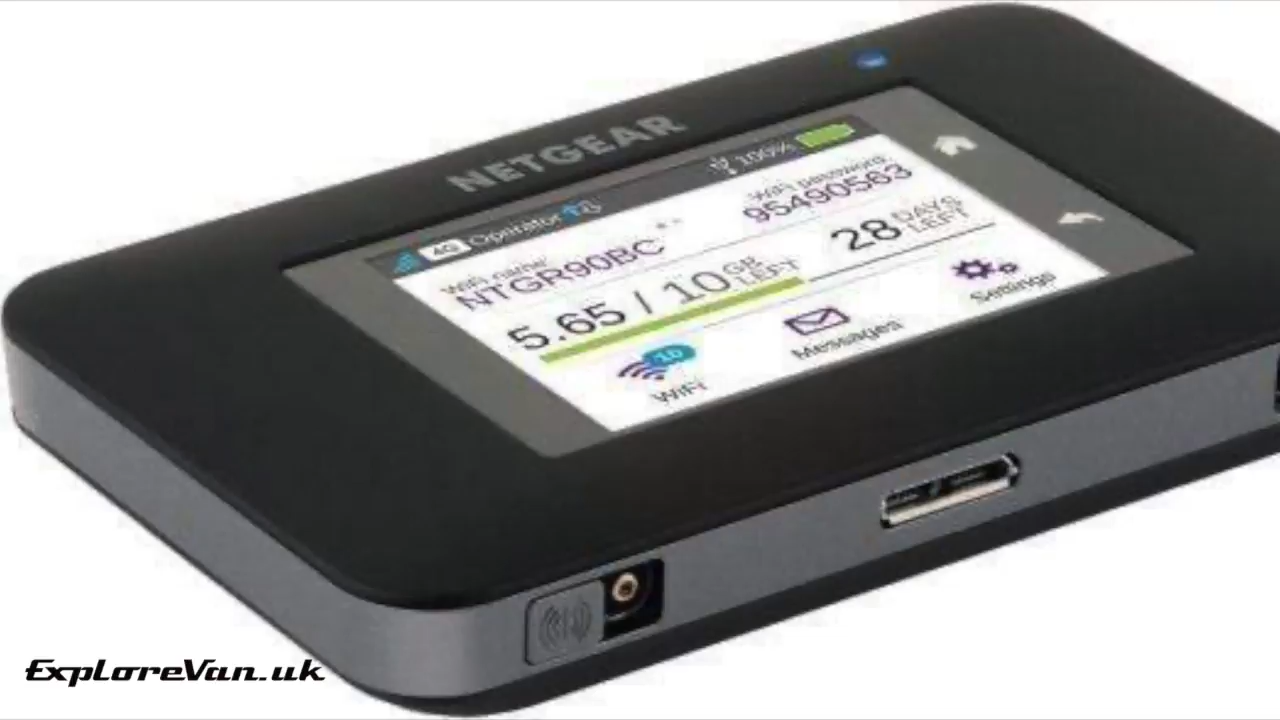 NETGEAR
4G Operator 100%
WiFi name WiFi password
NTGR90BC 95490563
5.65 / 10 GB LEFT 28 DAYS LEFT
WiFi 10 Messages Settings
ExploreVan.uk